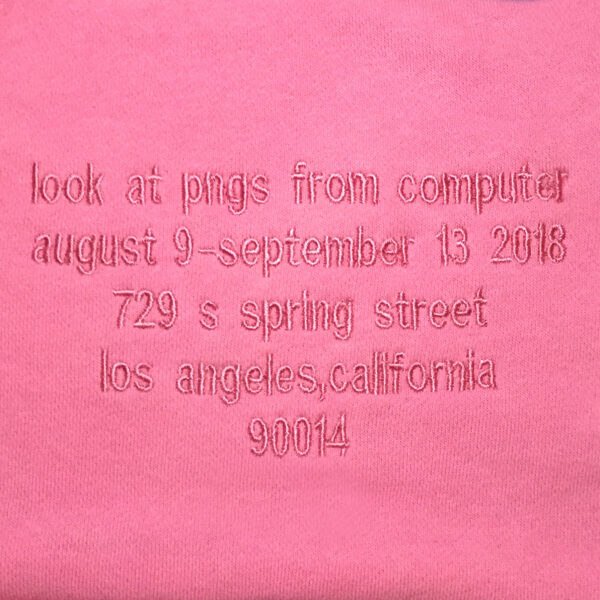 look at pngs from computer
august 9-september 13 2018
729 s spring street
los angeles,california
90014